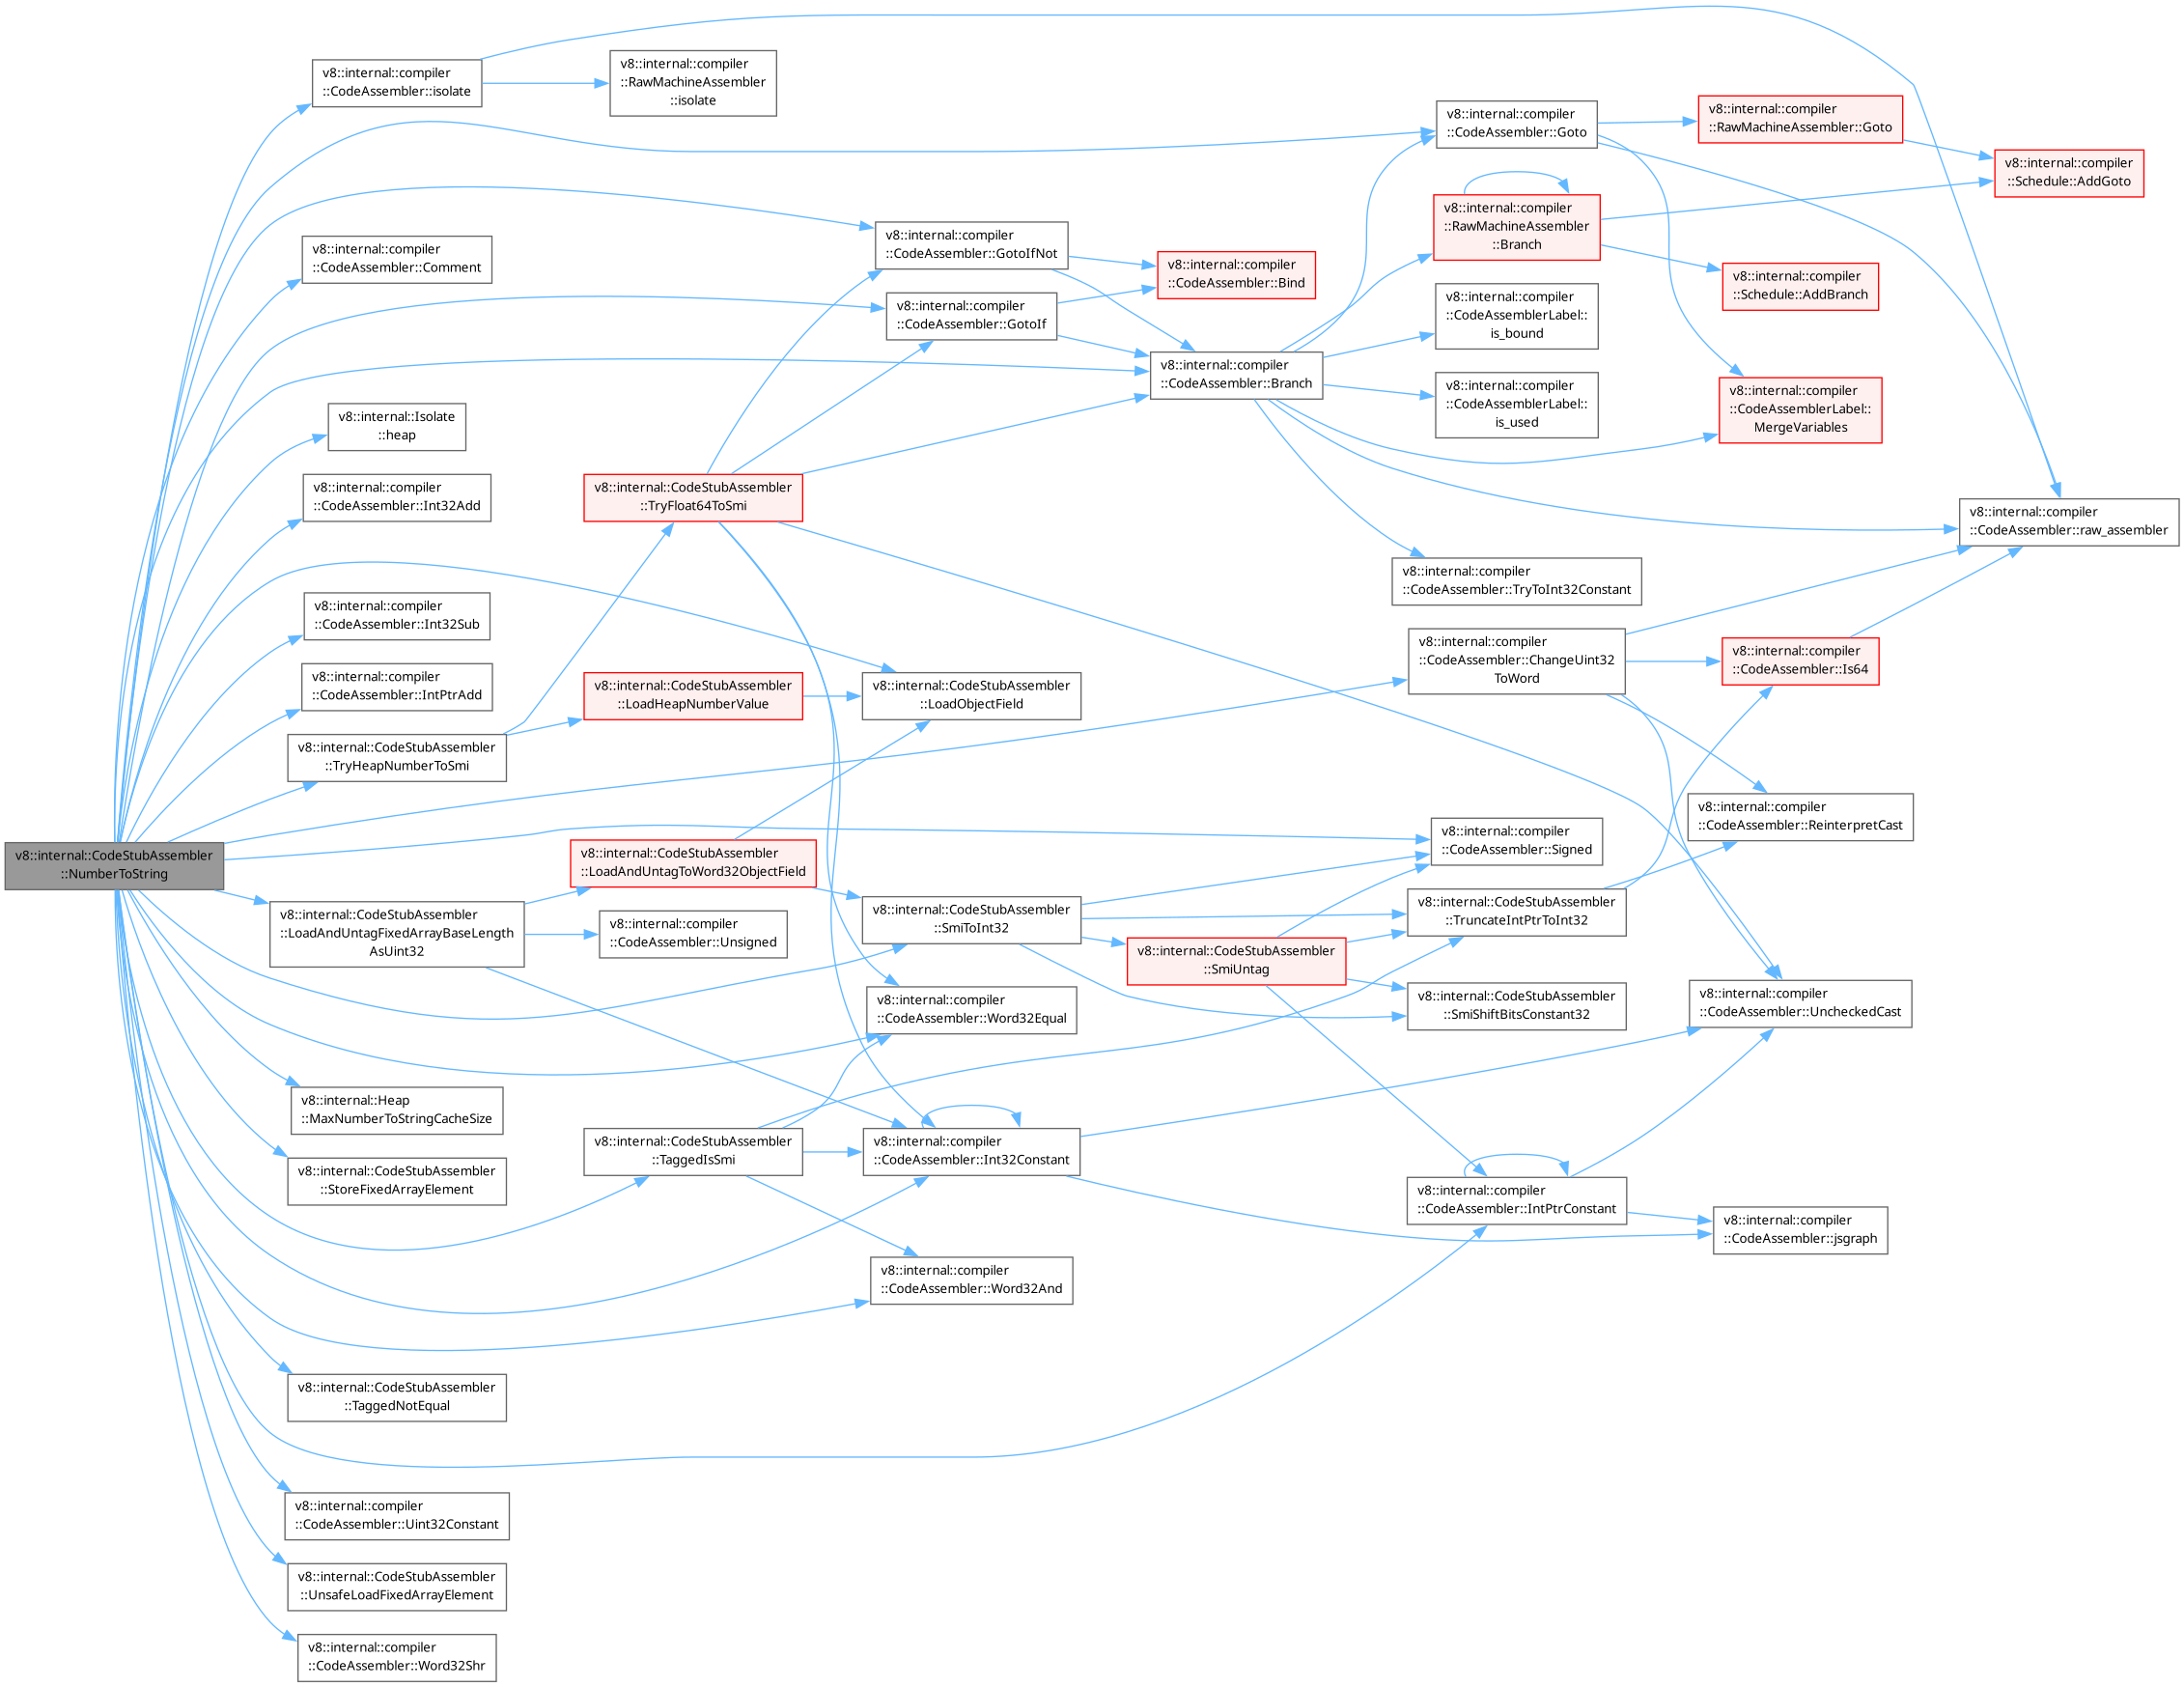 v8::internal::CodeStubAssembler
::NumberToString
v8::internal::compiler
::CodeAssembler::isolate
v8::internal::compiler
::CodeAssembler::Comment
v8::internal::Isolate
::heap
v8::internal::compiler
::CodeAssembler::Int32Add
v8::internal::compiler
::CodeAssembler::Int32Sub
v8::internal::compiler
::CodeAssembler::IntPtrAdd
v8::internal::CodeStubAssembler
::TryHeapNumberToSmi
v8::internal::CodeStubAssembler
::LoadAndUntagFixedArrayBaseLength
AsUint32
v8::internal::Heap
::MaxNumberToStringCacheSize
v8::internal::CodeStubAssembler
::StoreFixedArrayElement
v8::internal::CodeStubAssembler
::TaggedNotEqual
v8::internal::compiler
::CodeAssembler::Uint32Constant
v8::internal::CodeStubAssembler
::UnsafeLoadFixedArrayElement
v8::internal::compiler
::CodeAssembler::Word32Shr
v8::internal::compiler
::RawMachineAssembler
::isolate
v8::internal::CodeStubAssembler
::TryFloat64ToSmi
v8::internal::CodeStubAssembler
::LoadHeapNumberValue
v8::internal::CodeStubAssembler
::LoadAndUntagToWord32ObjectField
v8::internal::compiler
::CodeAssembler::Unsigned
v8::internal::CodeStubAssembler
::TaggedIsSmi
v8::internal::compiler
::CodeAssembler::GotoIfNot
v8::internal::compiler
::CodeAssembler::GotoIf
v8::internal::CodeStubAssembler
::LoadObjectField
v8::internal::CodeStubAssembler
::SmiToInt32
v8::internal::compiler
::CodeAssembler::Word32Equal
v8::internal::compiler
::CodeAssembler::Int32Constant
v8::internal::compiler
::CodeAssembler::Word32And
v8::internal::compiler
::CodeAssembler::Bind
v8::internal::compiler
::CodeAssembler::Branch
v8::internal::CodeStubAssembler
::SmiUntag
v8::internal::compiler
::CodeAssembler::Goto
v8::internal::compiler
::RawMachineAssembler
::Branch
v8::internal::compiler
::CodeAssemblerLabel::
is_bound
v8::internal::compiler
::CodeAssemblerLabel::
is_used
v8::internal::compiler
::CodeAssembler::TryToInt32Constant
v8::internal::compiler
::CodeAssembler::ChangeUint32
ToWord
v8::internal::compiler
::CodeAssembler::Signed
v8::internal::CodeStubAssembler
::TruncateIntPtrToInt32
v8::internal::CodeStubAssembler
::SmiShiftBitsConstant32
v8::internal::compiler
::CodeAssembler::IntPtrConstant
v8::internal::compiler
::RawMachineAssembler::Goto
v8::internal::compiler
::Schedule::AddBranch
v8::internal::compiler
::CodeAssemblerLabel::
MergeVariables
v8::internal::compiler
::CodeAssembler::Is64
v8::internal::compiler
::CodeAssembler::ReinterpretCast
v8::internal::compiler
::CodeAssembler::UncheckedCast
v8::internal::compiler
::CodeAssembler::jsgraph
v8::internal::compiler
::Schedule::AddGoto
v8::internal::compiler
::CodeAssembler::raw_assembler